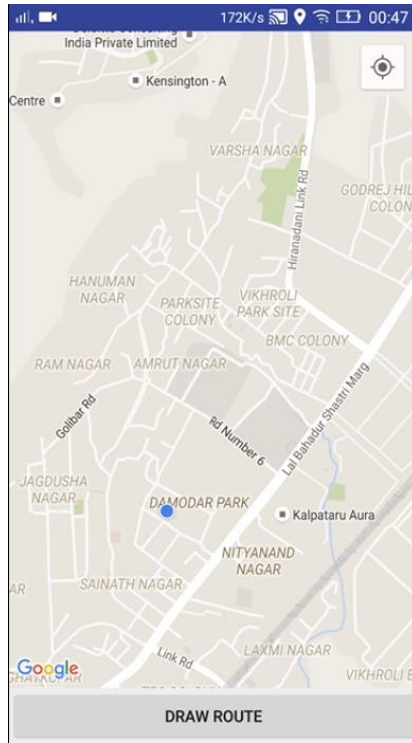 172K/s 00:47
India Private Limited
Kensington - A
Centre
VARSHA NAGAR
GODREJ HIL
COLON
Hiranadani Link Rd
HANUMAN
NAGAR
PARKSITE
COLONY
VIKHROLI
PARK SITE
BMC COLONY
RAM NAGAR
AMRUT NAGAR
Lal Bahadur Shastri Marg
Golibar Rd
Rd Number 6
JAGDUSHA
NAGAR
DAMODAR PARK
Kalpataru Aura
NITYANAND
NAGAR
AR
SAINATH NAGAR
LAXMI NAGAR
Link Rd
Google
VIKHROLI E
DRAW ROUTE